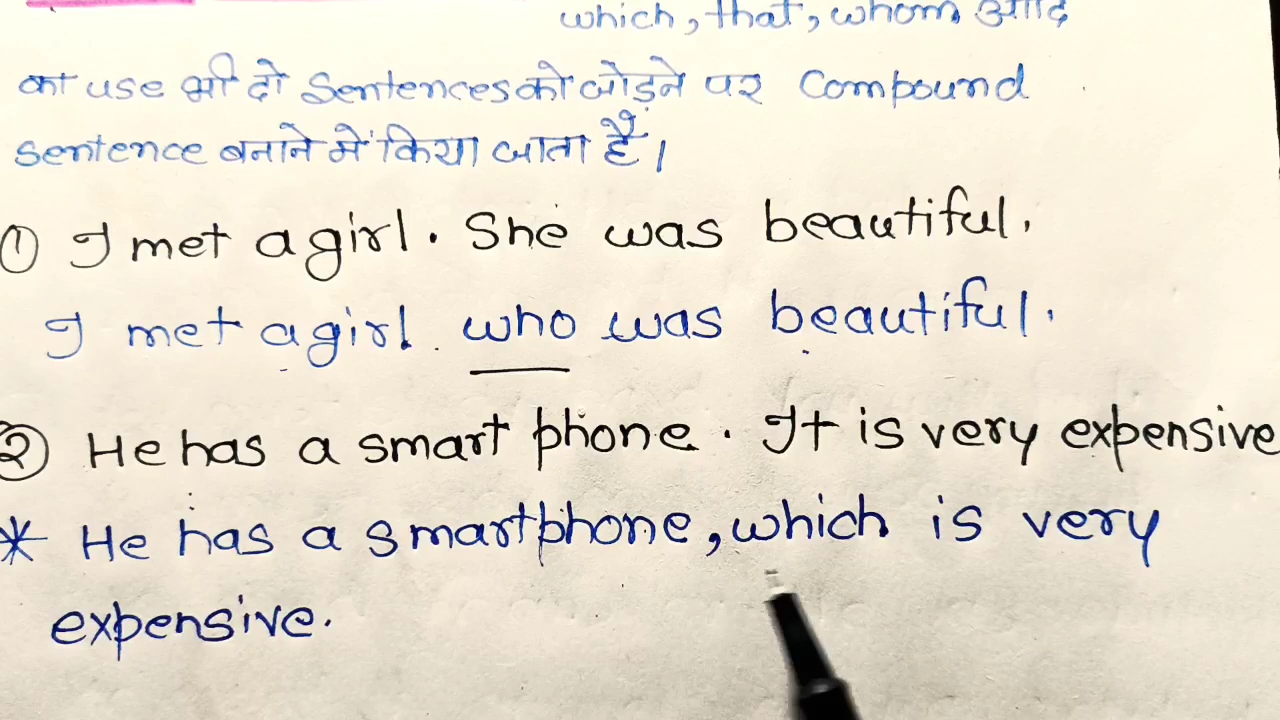 which, that, whom आदि
का use भी दो Sentences को जोड़ने पर Compound
sentence बनाने में किया जाता है।
① I met a girl. She was beautiful.
I met a girl who was beautiful.
② He has a smart phone. It is very expensive
* He has a smartphone, which is very
expensive.